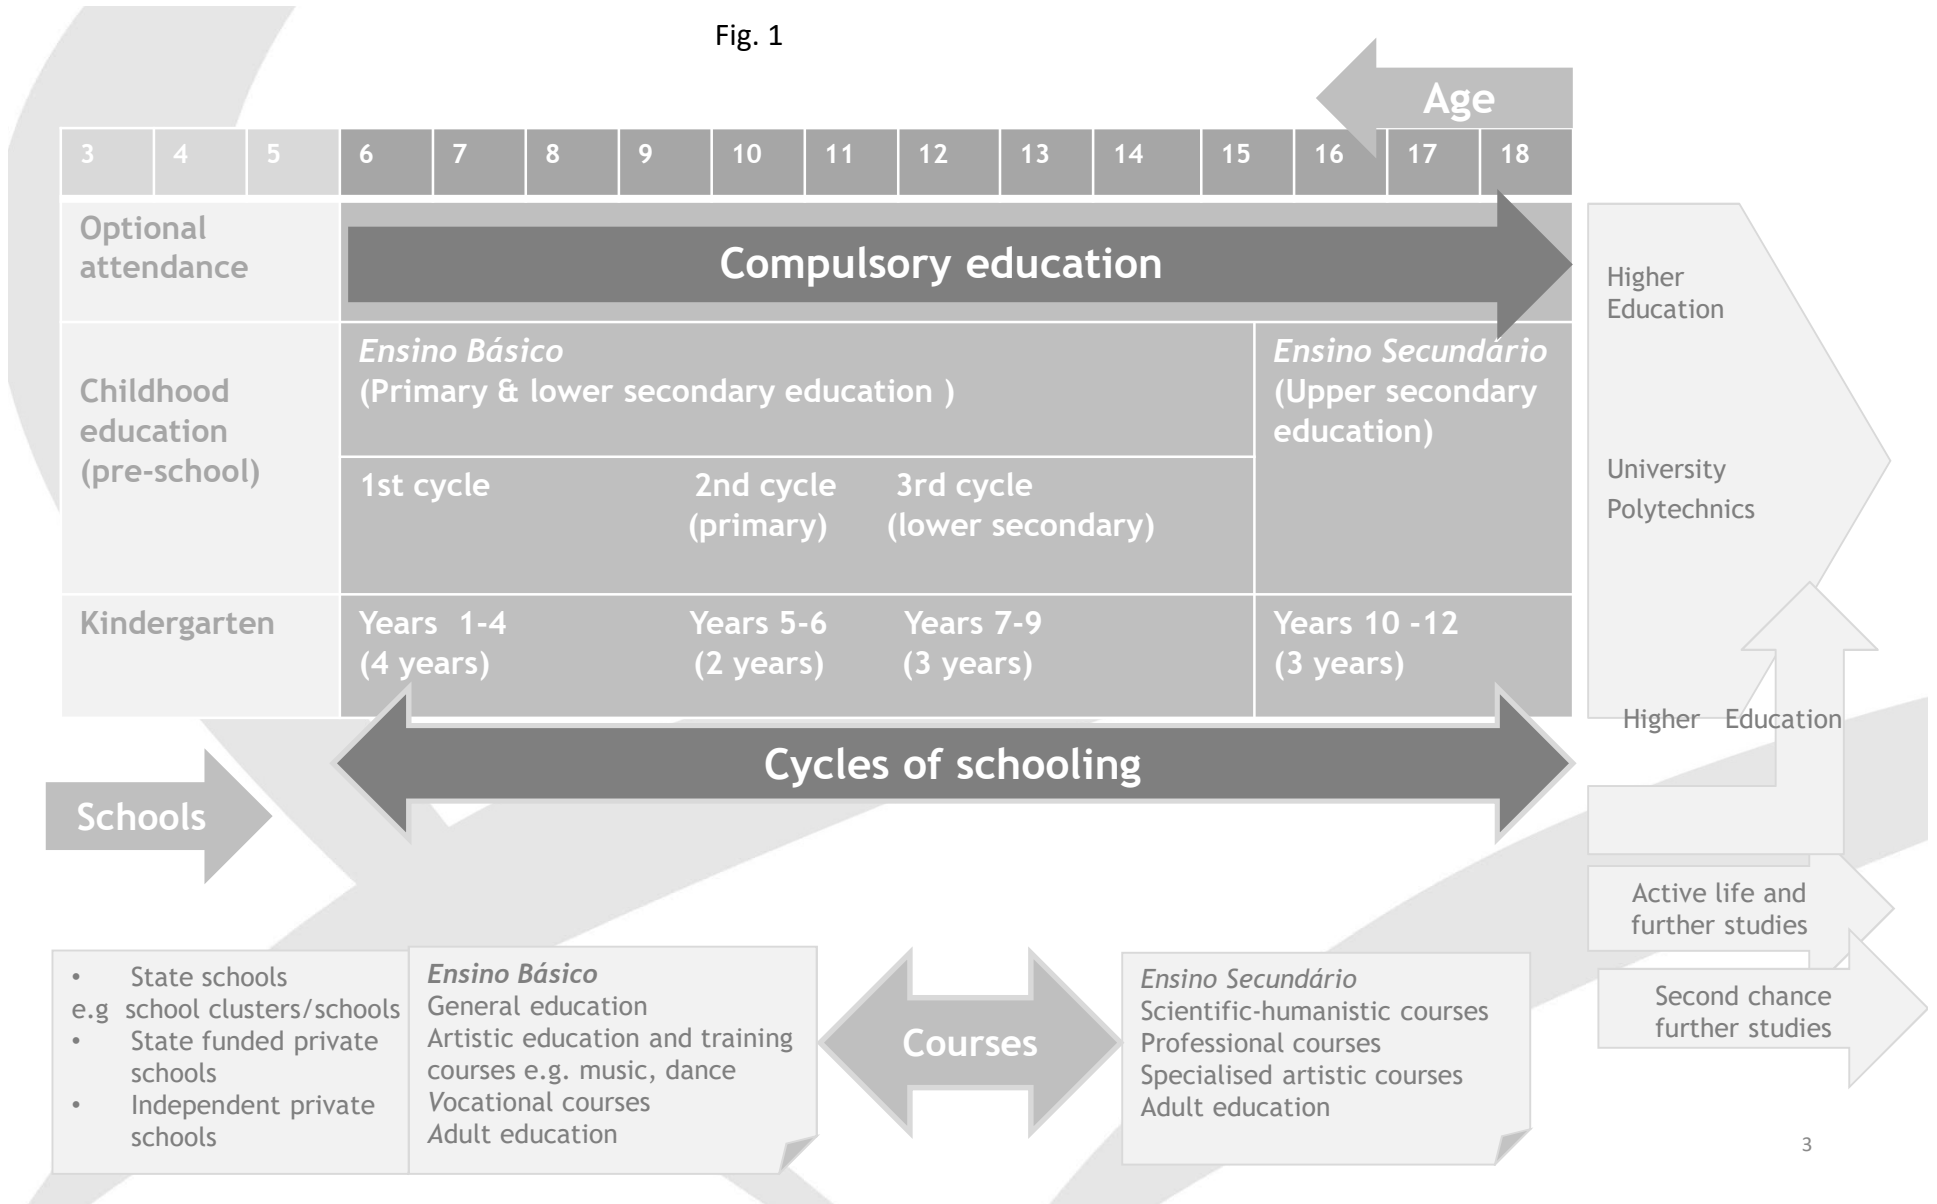 Fig. 1
Age
3 4 5 6 7 8 9 10 11 12 13 14 15 16 17 18
Optional
attendance
Compulsory education
Higher
Education
University
Polytechnics
Childhood
education
(pre-school)
Ensino Básico
(Primary & lower secondary education )
Ensino Secundário
(Upper secondary
education)
1st cycle
2nd cycle
(primary)
3rd cycle
(lower secondary)
Kindergarten
Years 1-4
(4 years)
Years 5-6
(2 years)
Years 7-9
(3 years)
Years 10 -12
(3 years)
Higher Education
Cycles of schooling
Schools
Active life and
further studies
Second chance
further studies
• State schools
e.g school clusters/schools
• State funded private
schools
• Independent private
schools
Ensino Básico
General education
Artistic education and training
courses e.g. music, dance
Vocational courses
Adult education
Courses
Ensino Secundário
Scientific-humanistic courses
Professional courses
Specialised artistic courses
Adult education
3